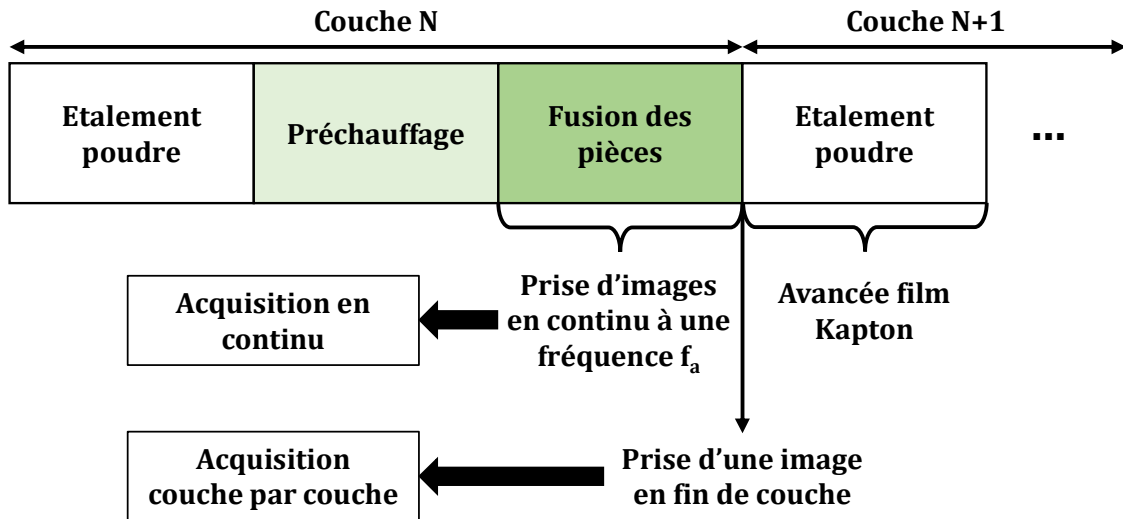 Couche N
Couche N+1
Etalement
poudre
Préchauffage
Fusion des
pièces
Etalement
poudre
...
Prise d'images
en continu à une
fréquence fₐ
Avancée film
Kapton
Acquisition en
continu
Acquisition
couche par couche
Prise d'une image
en fin de couche